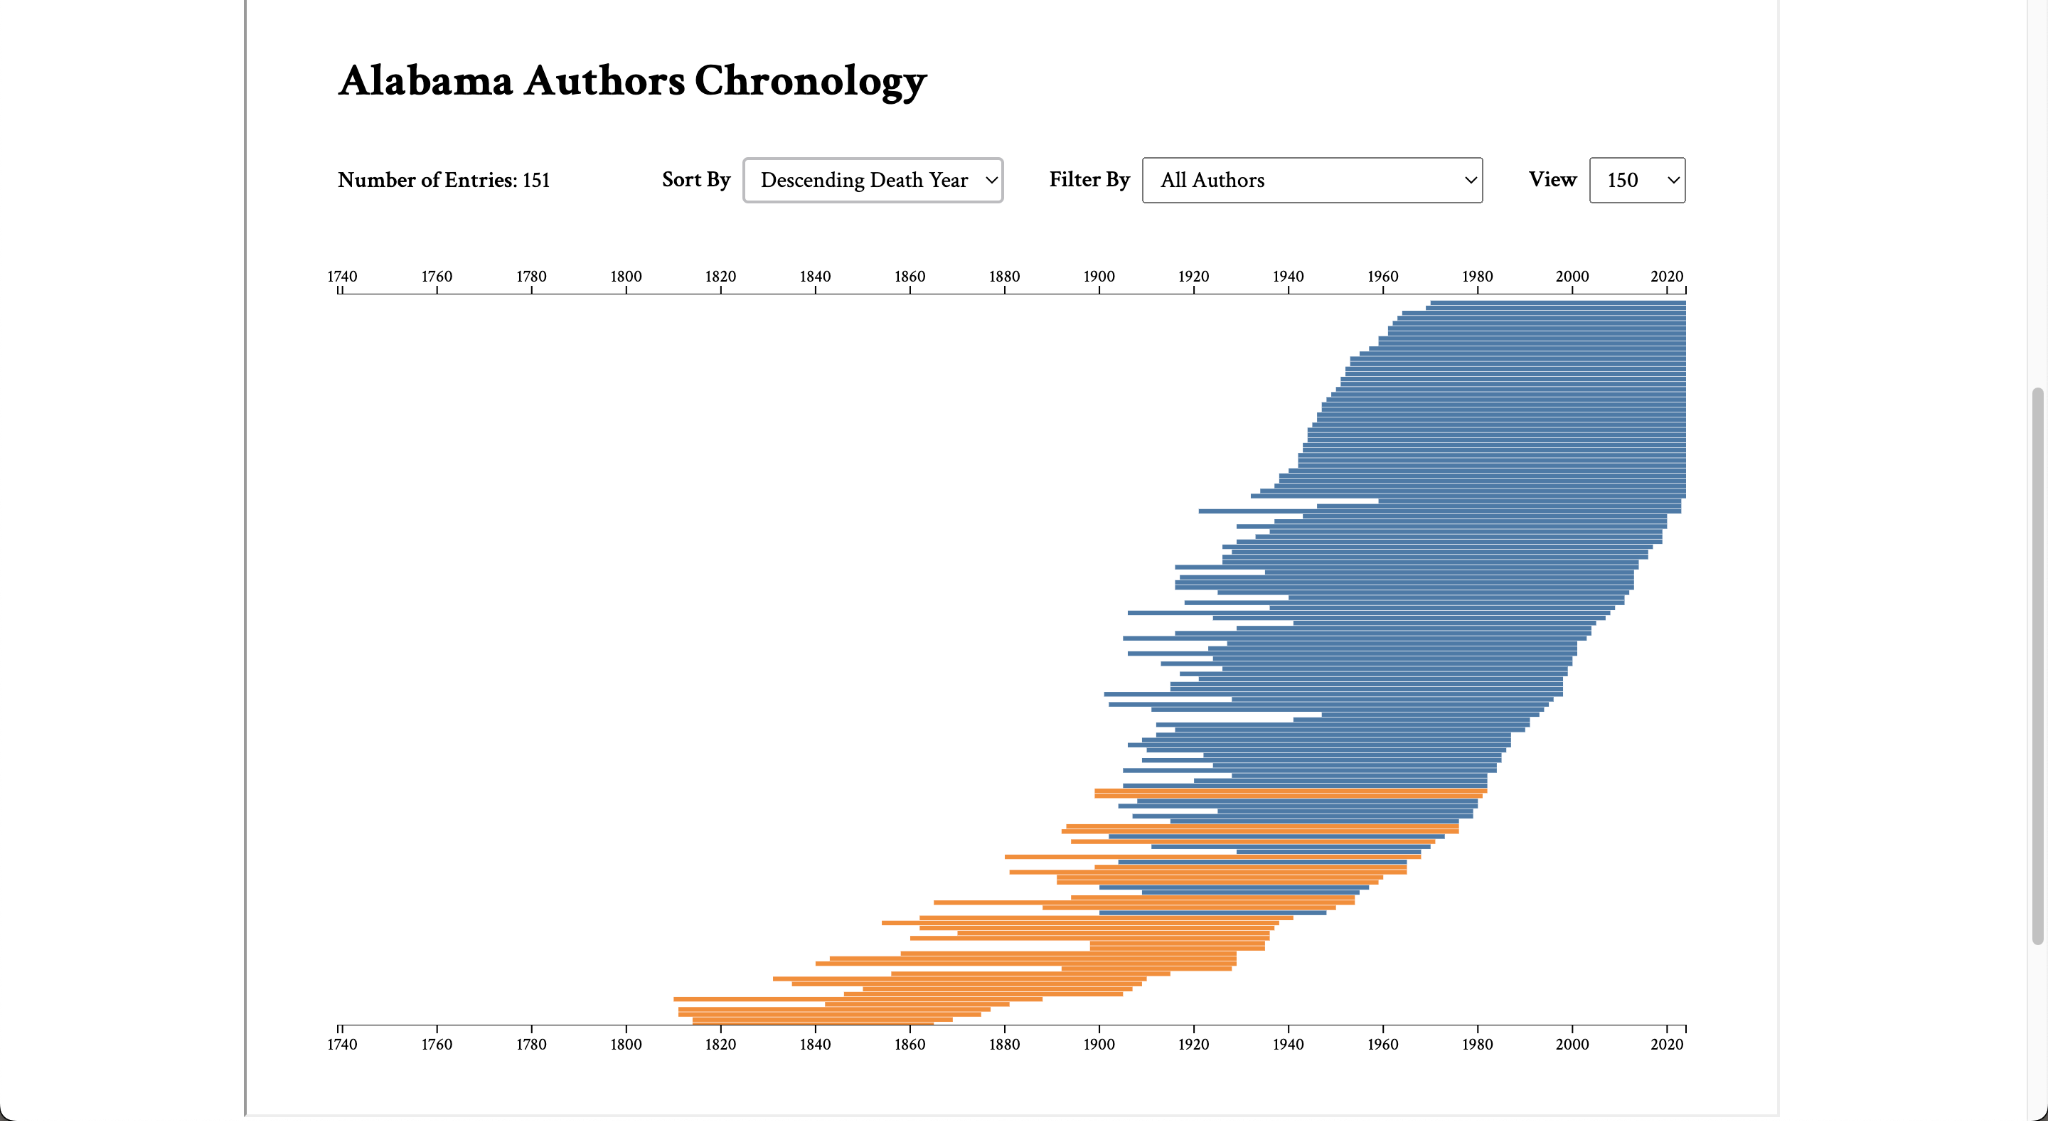 Alabama Authors Chronology
Number of Entries: 151 Sort By Descending Death Year Filter By All Authors View 150
1740 1760 1780 1800 1820 1840 1860 1880 1900 1920 1940 1960 1980 2000 2020
1740 1760 1780 1800 1820 1840 1860 1880 1900 1920 1940 1960 1980 2000 2020